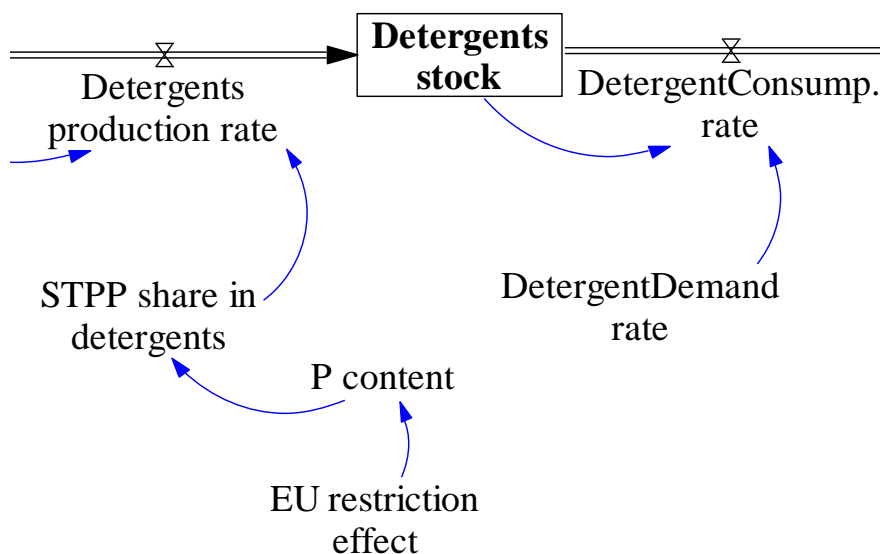 Detergents
stock
Detergents
production rate
DetergentConsump.
rate
STPP share in
detergents
DetergentDemand
rate
P content
EU restriction
effect